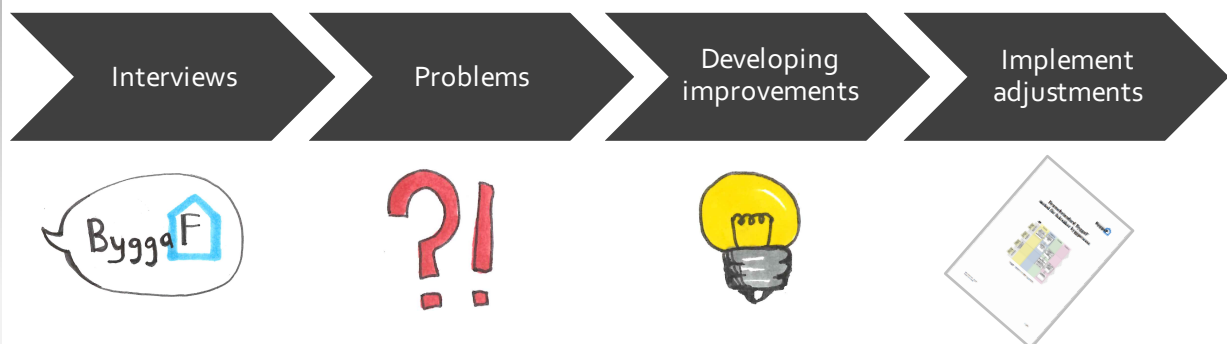 Interviews
Problems
Developing
improvements
Implement
adjustments
ByggaF